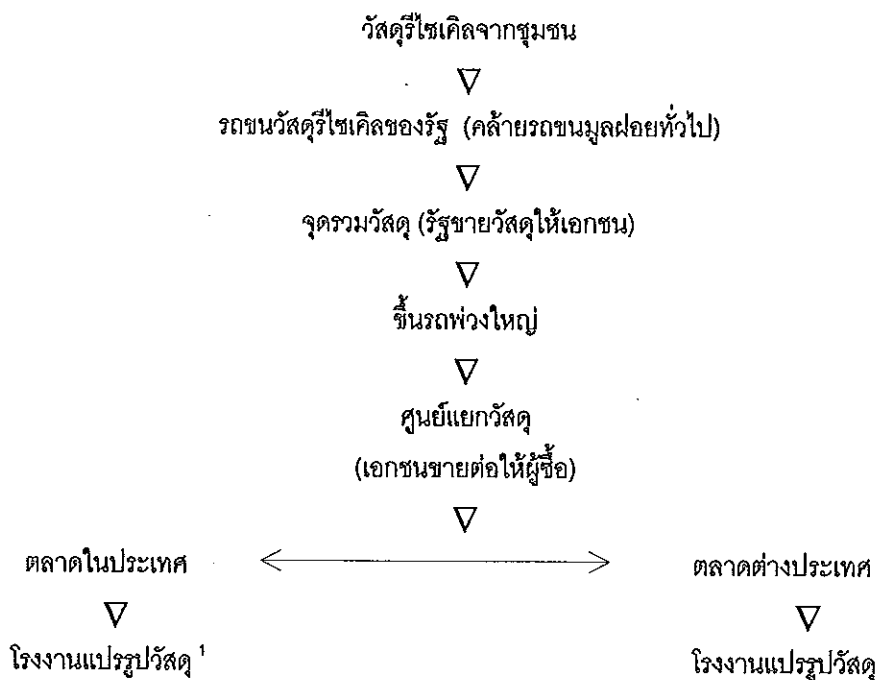 วัสดุรีไซเคิลจากชุมชน
รถขนวัสดุรีไซเคิลของรัฐ (คล้ายรถขนมูลฝอยทั่วไป)
จุดรวมวัสดุ (รัฐขายวัสดุให้เอกชน)
ขึ้นรถพ่วงใหญ่
ศูนย์แยกวัสดุ
(เอกชนขายต่อให้ผู้ซื้อ)
ตลาดในประเทศ ตลาดต่างประเทศ
โรงงานแปรรูปวัสดุ ¹ โรงงานแปรรูปวัสดุ